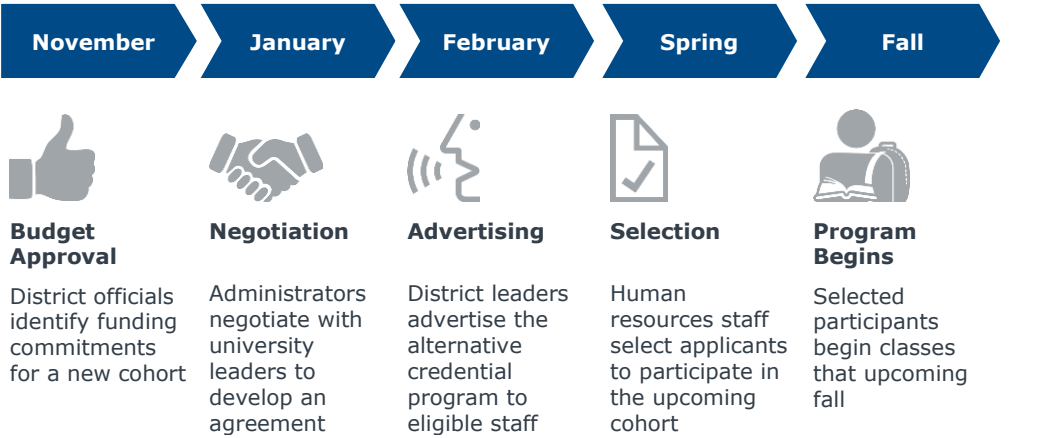 November
January
February
Spring
Fall
Budget
Approval
District officials
identify funding
commitments
for a new cohort
Negotiation
Administrators
negotiate with
university
leaders to
develop an
agreement
Advertising
District leaders
advertise the
alternative
credential
program to
eligible staff
Selection
Human
resources staff
select applicants
to participate in
the upcoming
cohort
Program
Begins
Selected
participants
begin classes
that upcoming
fall